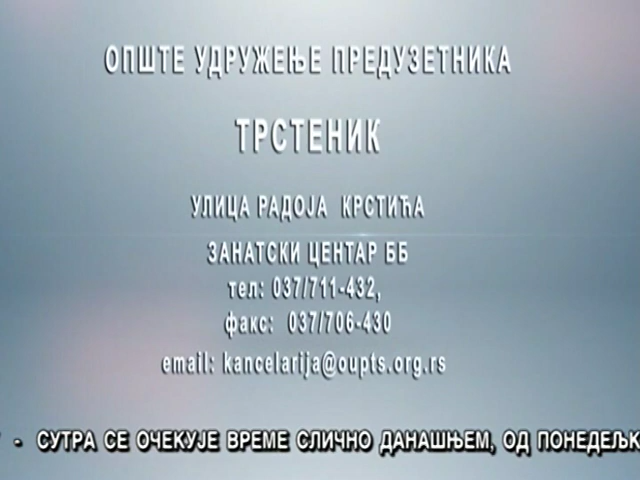 ОПШТЕ УДРУЖЕЊЕ ПРЕДУЗЕТНИКА
ТРСТЕНИК
УЛИЦА РАДОЈА КРСТИЋА
ЗАНАТСКИ ЦЕНТАР ББ
тел: 037/711-432,
факс: 037/706-430
email: kancelarija@oupts.org.rs
- СУТРА СЕ ОЧЕКУЈЕ ВРЕМЕ СЛИЧНО ДАНАШЊЕМ, ОД